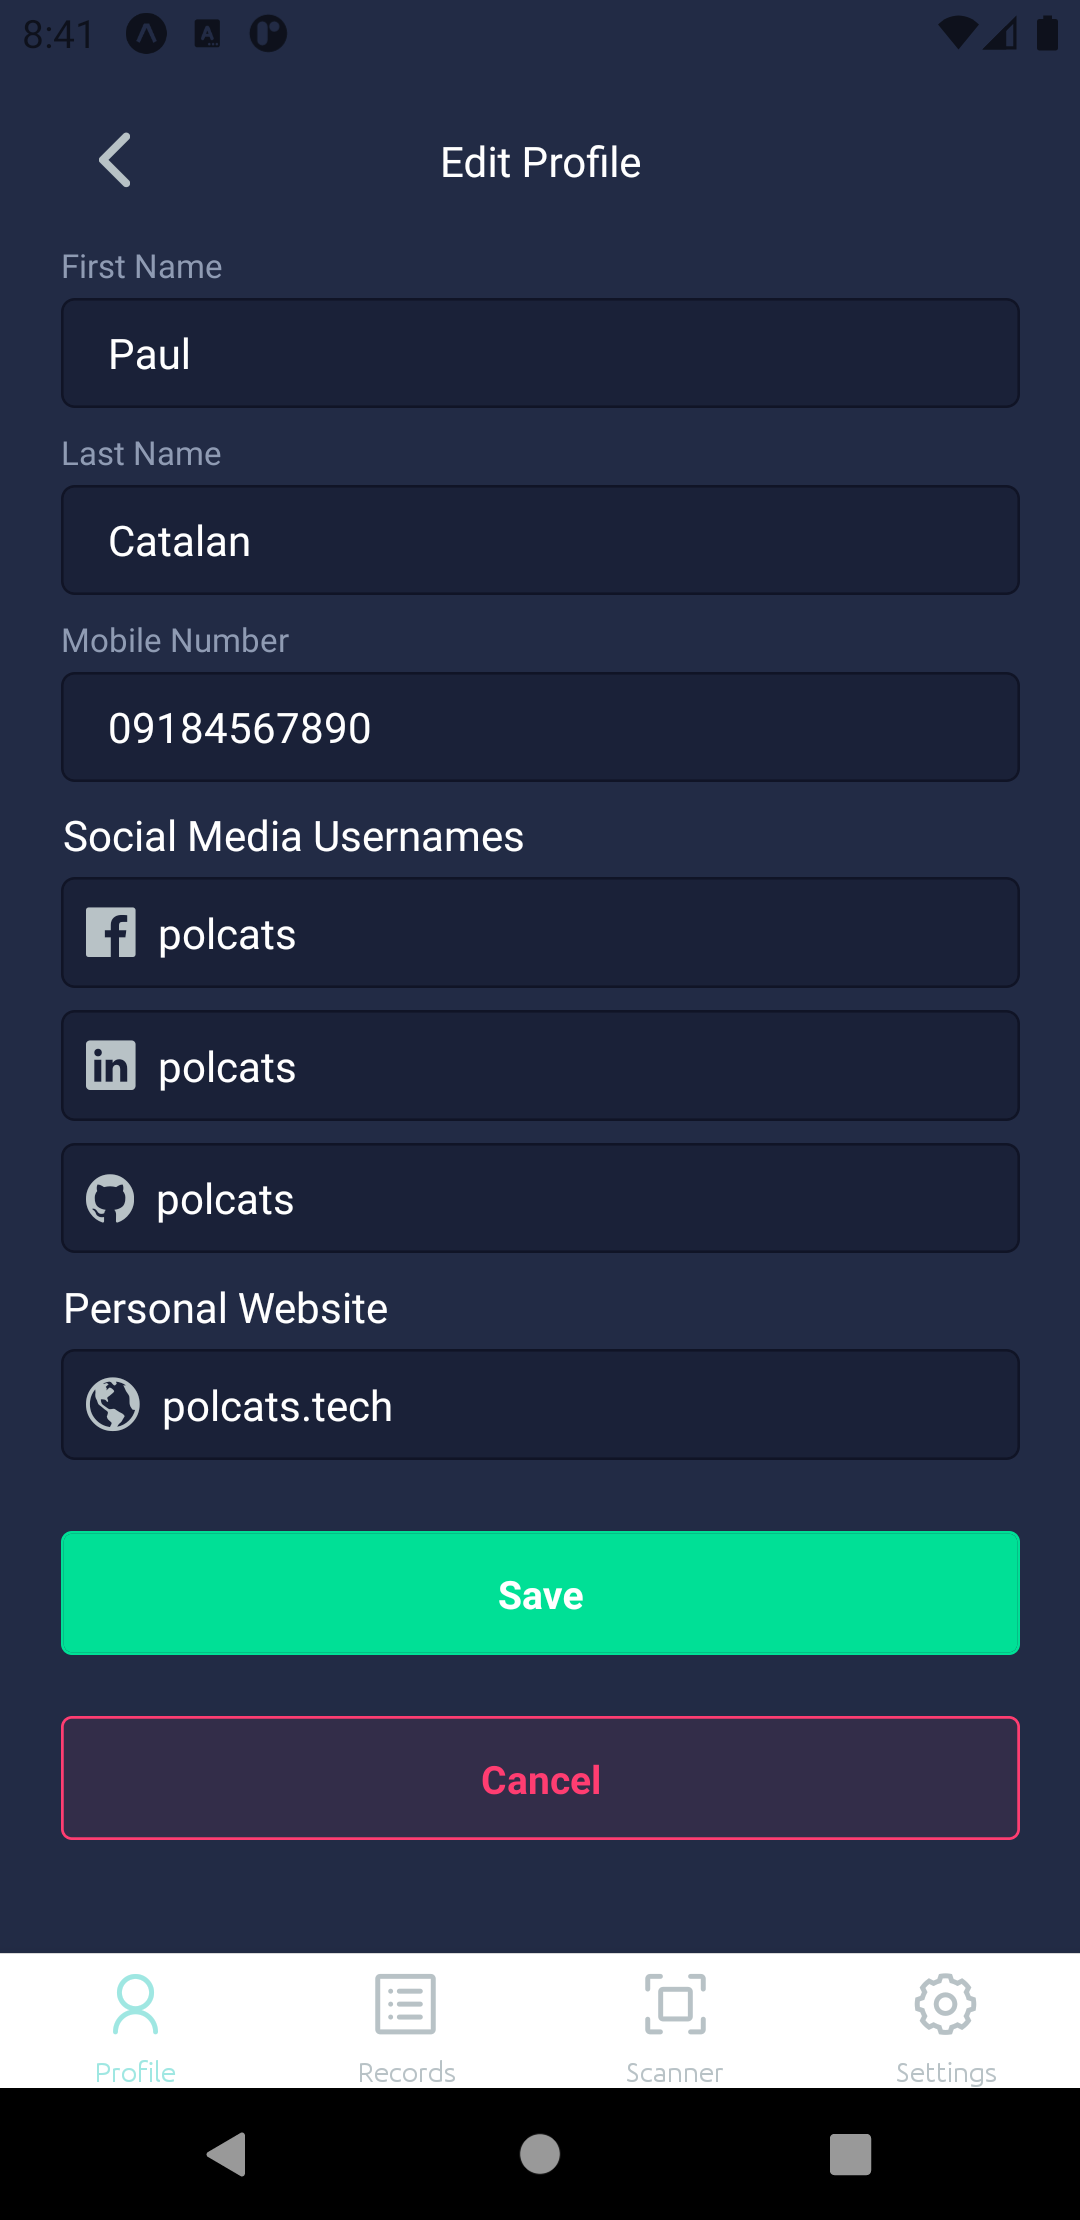 8:41
Edit Profile
First Name
Paul
Last Name
Catalan
Mobile Number
09184567890
Social Media Usernames
polcats
polcats
polcats
Personal Website
polcats.tech
Save
Cancel
Profile Records Scanner Settings